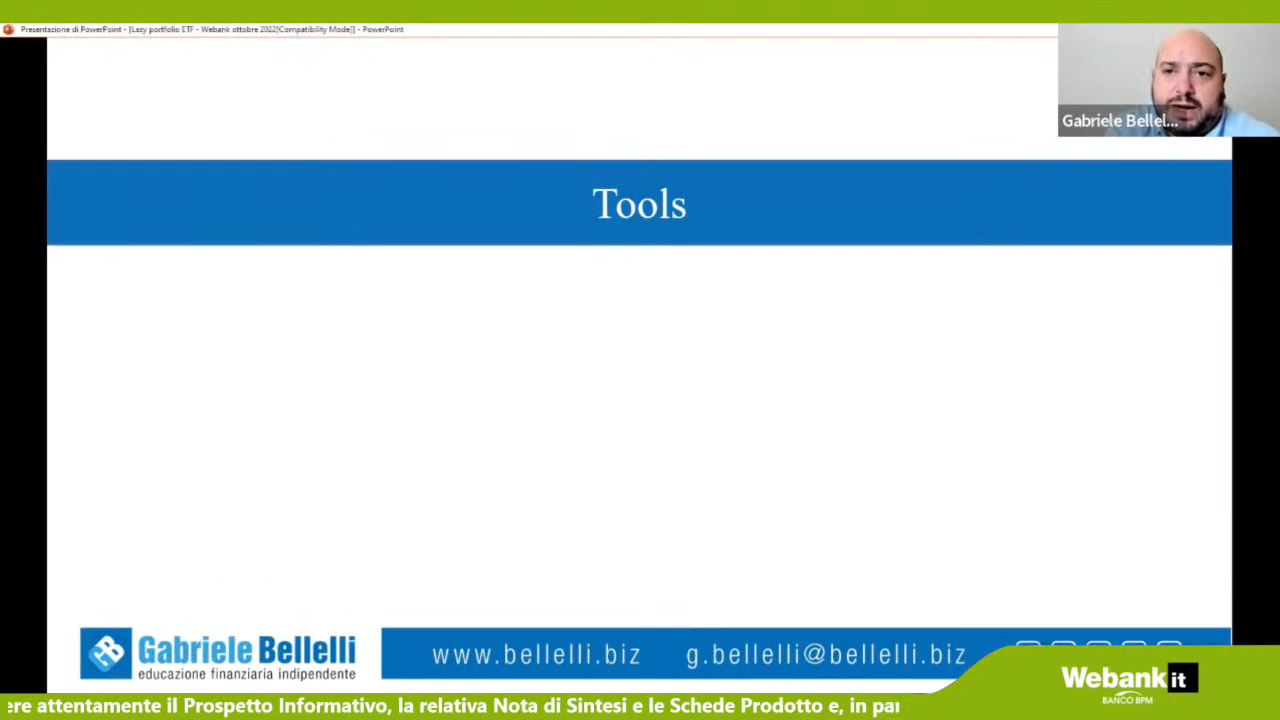 Presentazione di PowerPoint - [Lazy portfolio ETF - Webank ottobre 2022[Compatibility Mode]] - PowerPoint
Gabriele Bellel...
Tools
Gabriele Bellelli
educazione finanziaria indipendente
www.bellelli.biz g.bellelli@bellelli.biz
Webank it
BANCO BPM
ere attentamente il Prospetto Informativo, la relativa Nota di Sintesi e le Schede Prodotto e, in par